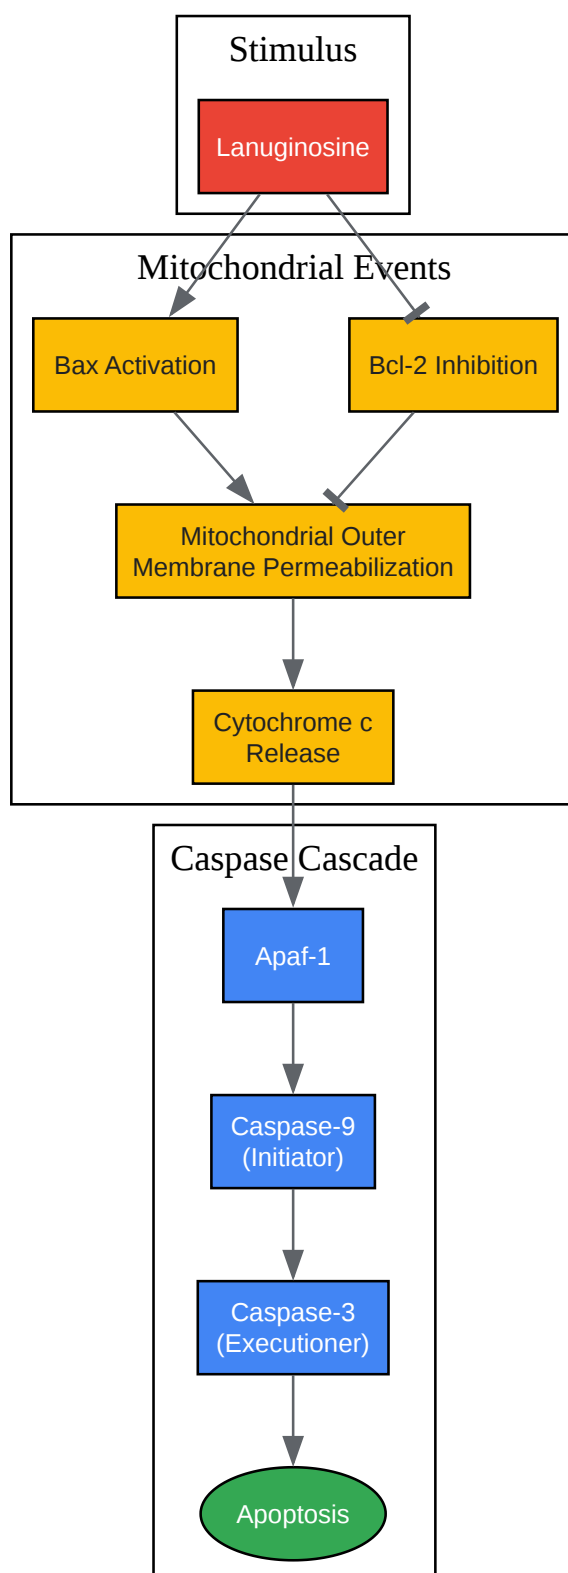 Stimulus
Lanuginosine
Mitochondrial Events
Bax Activation
Bcl-2 Inhibition
Mitochondrial Outer
Membrane Permeabilization
Cytochrome c
Release
Caspase Cascade
Apaf-1
Caspase-9
(Initiator)
Caspase-3
(Executioner)
Apoptosis